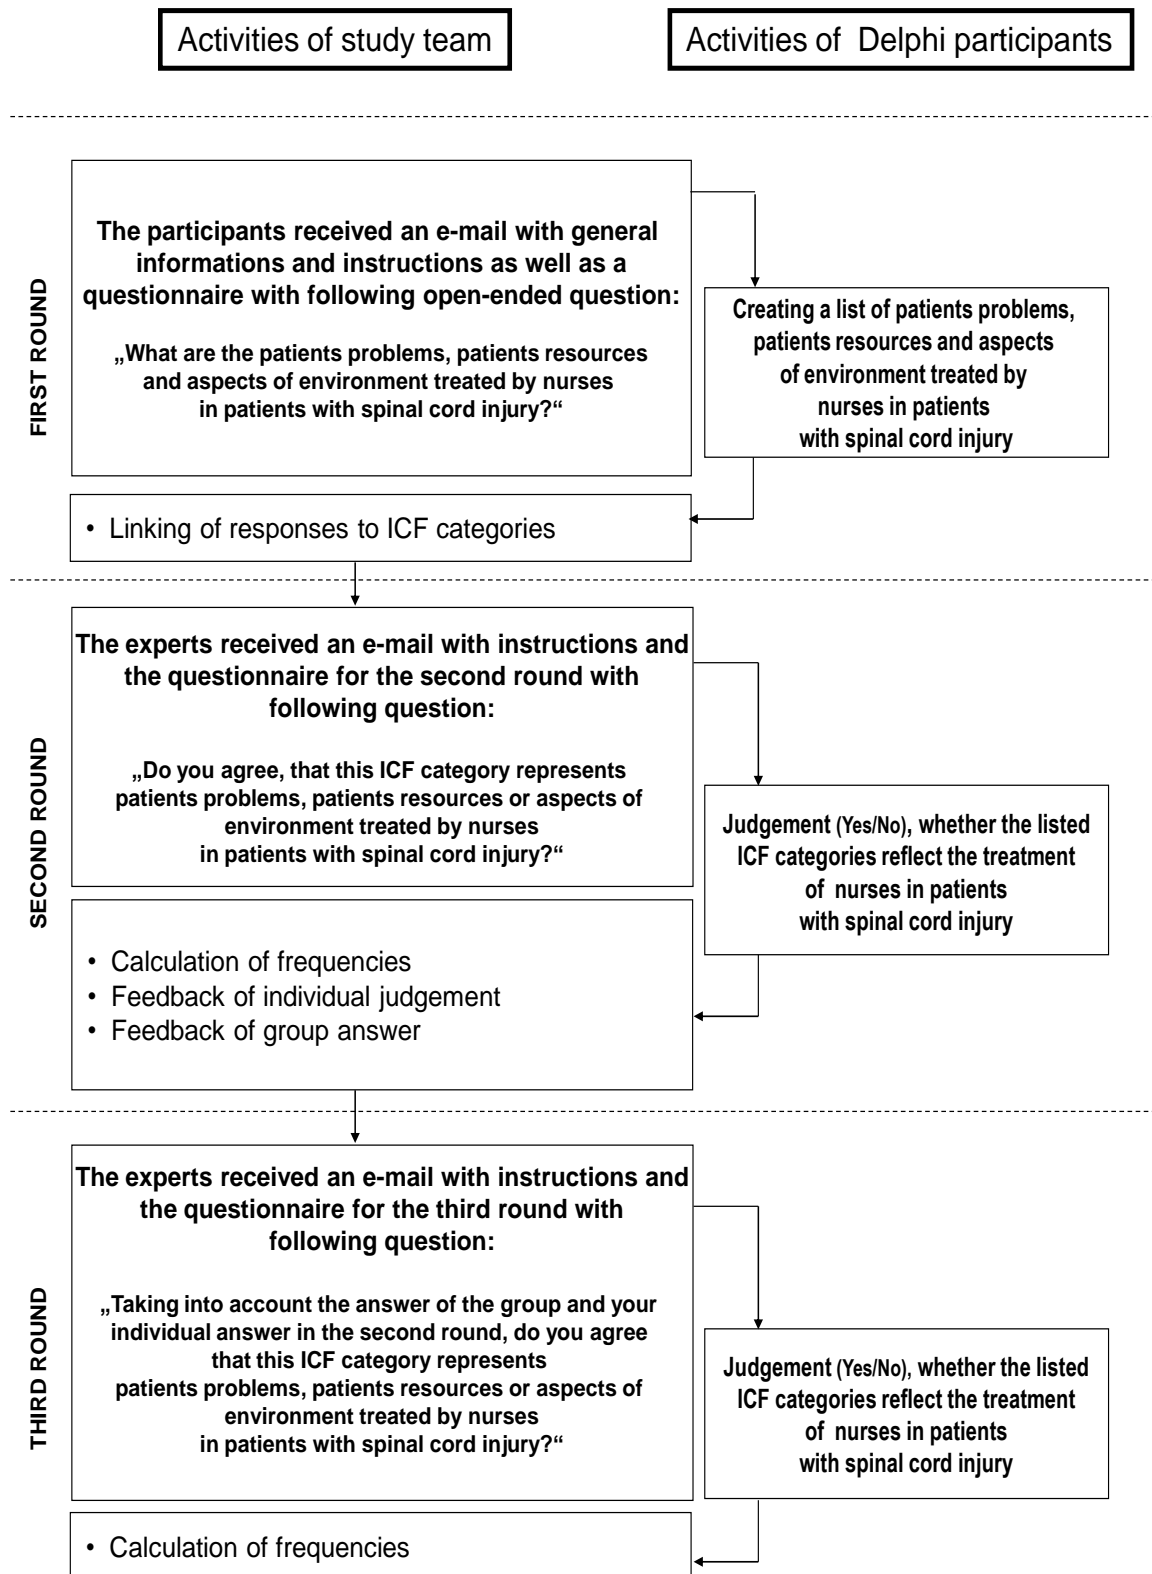 Activities of study team
Activities of Delphi participants
FIRST ROUND
The participants received an e-mail with general
informations and instructions as well as a
questionnaire with following open-ended question:
„What are the patients problems, patients resources
and aspects of environment treated by nurses
in patients with spinal cord injury?“
Creating a list of patients problems,
patients resources and aspects
of environment treated by
nurses in patients
with spinal cord injury
• Linking of responses to ICF categories
SECOND ROUND
The experts received an e-mail with instructions and
the questionnaire for the second round with
following question:
„Do you agree, that this ICF category represents
patients problems, patients resources or aspects of
environment treated by nurses
in patients with spinal cord injury?“
Judgement (Yes/No), whether the listed
ICF categories reflect the treatment
of nurses in patients
with spinal cord injury
• Calculation of frequencies
• Feedback of individual judgement
• Feedback of group answer
THIRD ROUND
The experts received an e-mail with instructions and
the questionnaire for the third round with
following question:
„Taking into account the answer of the group and your
individual answer in the second round, do you agree
that this ICF category represents
patients problems, patients resources or aspects of
environment treated by nurses
in patients with spinal cord injury?“
Judgement (Yes/No), whether the listed
ICF categories reflect the treatment
of nurses in patients
with spinal cord injury
• Calculation of frequencies